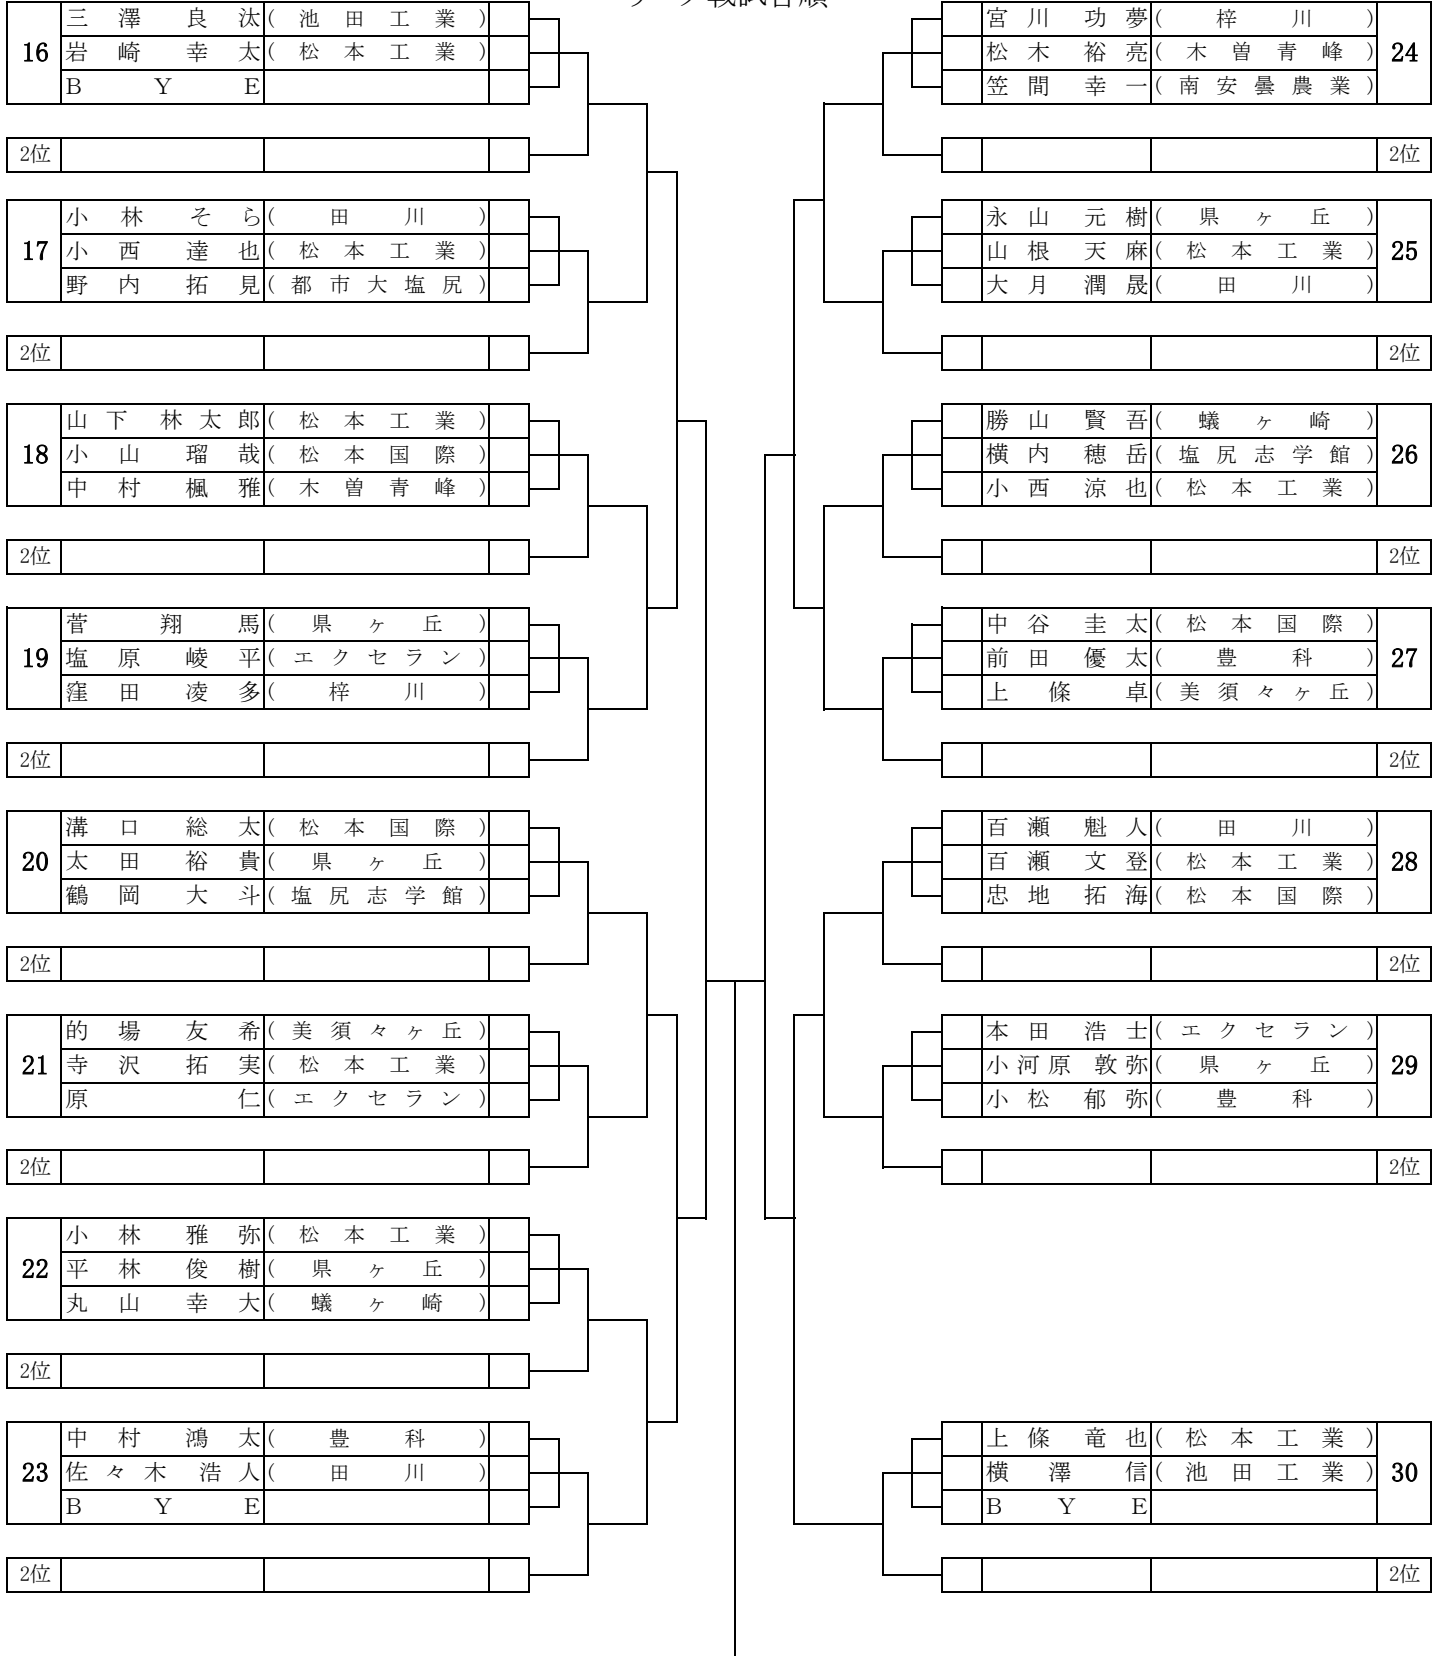 16
三澤良汰(池田工業)
岩崎幸太(松本工業)
BYE
2位
17
小林そら(田川)
小西達也(松本工業)
野内拓見(都市大塩尻)
2位
18
山下林太郎(松本工業)
小山瑠哉(松本国際)
中村楓雅(木曽青峰)
2位
19
菅翔馬(県ヶ丘)
塩原崚平(エクセラン)
窪田凌多(梓川)
2位
20
溝口総太(松本国際)
太田裕貴(県ヶ丘)
鶴岡大斗(塩尻志学館)
2位
21
的場友希(美須々ヶ丘)
寺沢拓実(松本工業)
原仁(エクセラン)
2位
22
小林雅弥(松本工業)
平林俊樹(県ヶ丘)
丸山幸大(蟻ヶ崎)
2位
23
中村鴻太(豊科)
佐々木浩人(田川)
BYE
2位
宮川功夢(梓川)
松木裕亮(木曽青峰)
笠間幸一(南安曇農業)
24
2位
永山元樹(県ヶ丘)
山根天麻(松本工業)
大月潤晟(田川)
25
2位
勝山賢吾(蟻ヶ崎)
横内穂岳(塩尻志学館)
小西涼也(松本工業)
26
2位
中谷圭太(松本国際)
前田優太(豊科)
上條卓(美須々ヶ丘)
27
2位
百瀬魁人(田川)
百瀬文登(松本工業)
忠地拓海(松本国際)
28
2位
本田浩士(エクセラン)
小河原敦弥(県ヶ丘)
小松郁弥(豊科)
29
2位
上條竜也(松本工業)
横澤信(池田工業)
BYE
30
2位